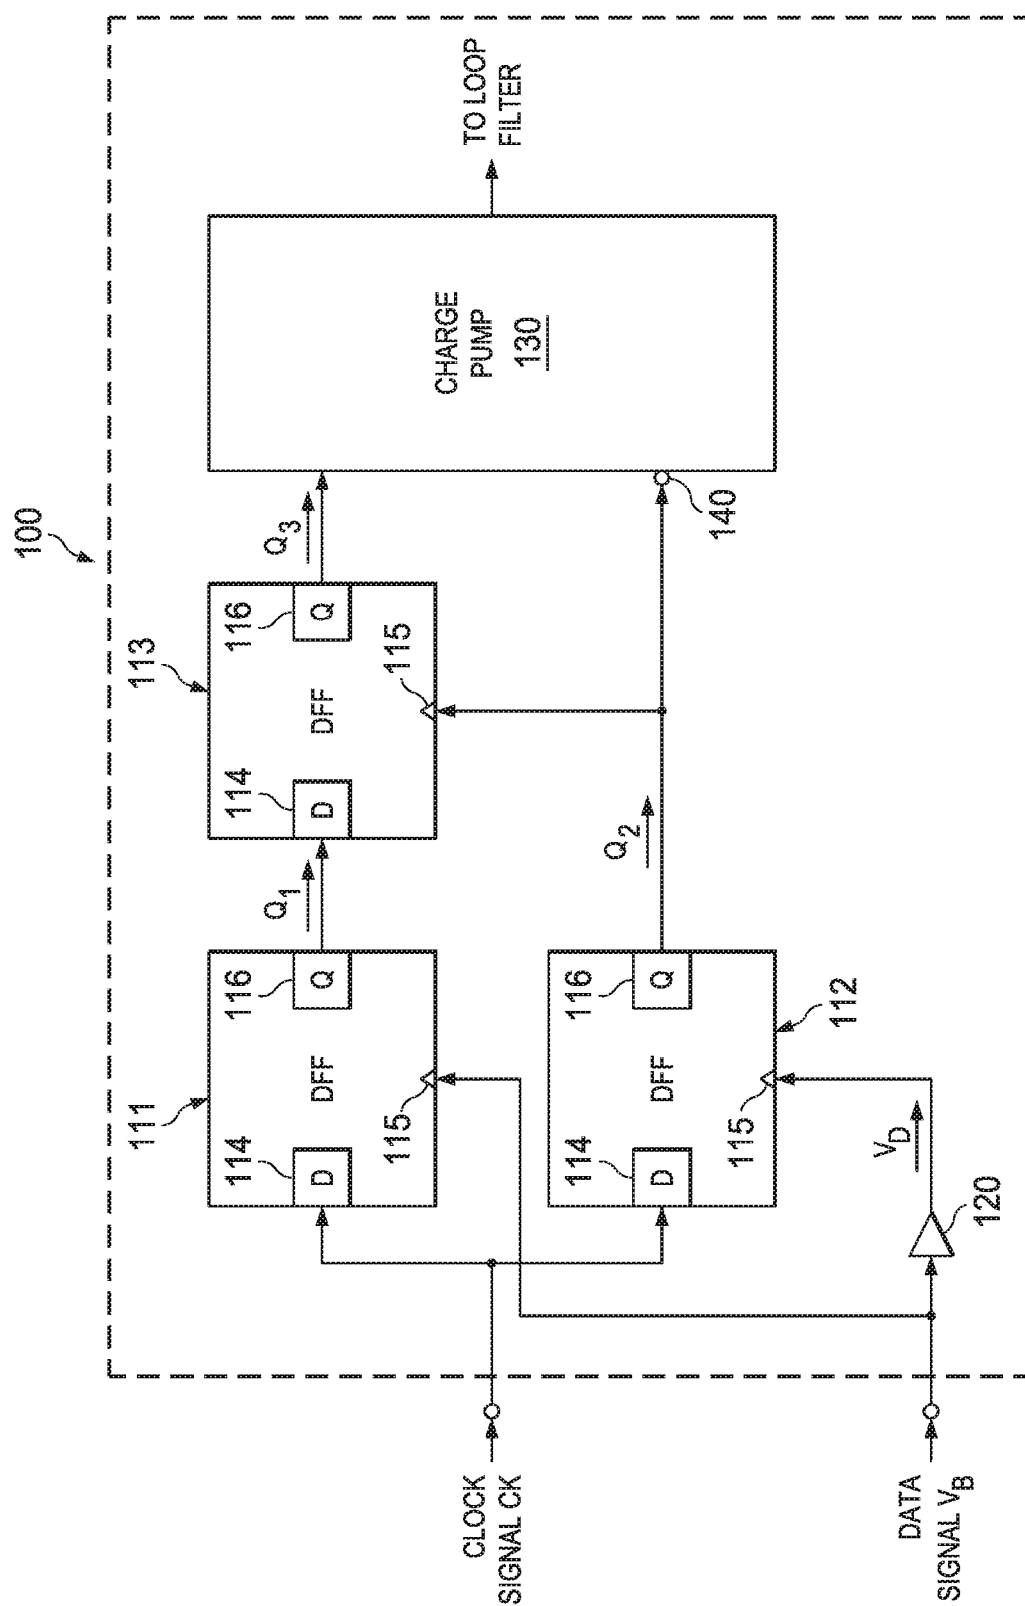 100
111
114
D
DFF
116
Q
115
Q1
113
114
D
DFF
116
Q
115
Q3
CHARGE
PUMP
130
TO LOOP
FILTER
CLOCK
SIGNAL CK
114
D
DFF
116
Q
115
112
Q2
140
DATA
SIGNAL VB
120
VD